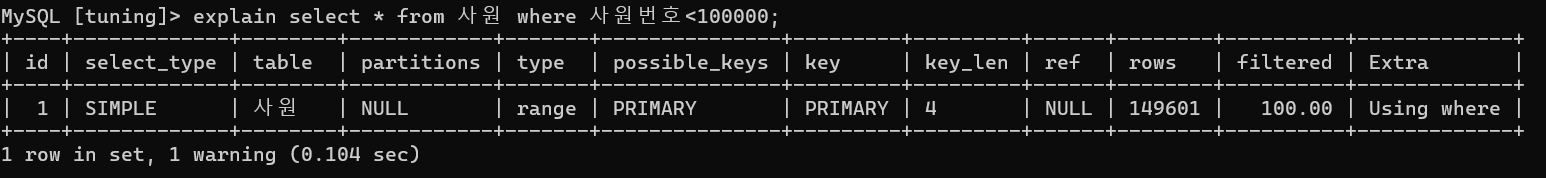 MySQL [tuning]> explain select * from 사원 where 사원번호<100000;
+----+-------------+--------+------------+-------+---------------+---------+---------+------+--------+----------+-------------+
| id | select_type | table  | partitions | type  | possible_keys | key     | key_len | ref  | rows   | filtered | Extra       |
+----+-------------+--------+------------+-------+---------------+---------+---------+------+--------+----------+-------------+
|  1 | SIMPLE      | 사원   | NULL       | range | PRIMARY       | PRIMARY | 4       | NULL | 149601 |   100.00 | Using where |
+----+-------------+--------+------------+-------+---------------+---------+---------+------+--------+----------+-------------+
1 row in set, 1 warning (0.104 sec)